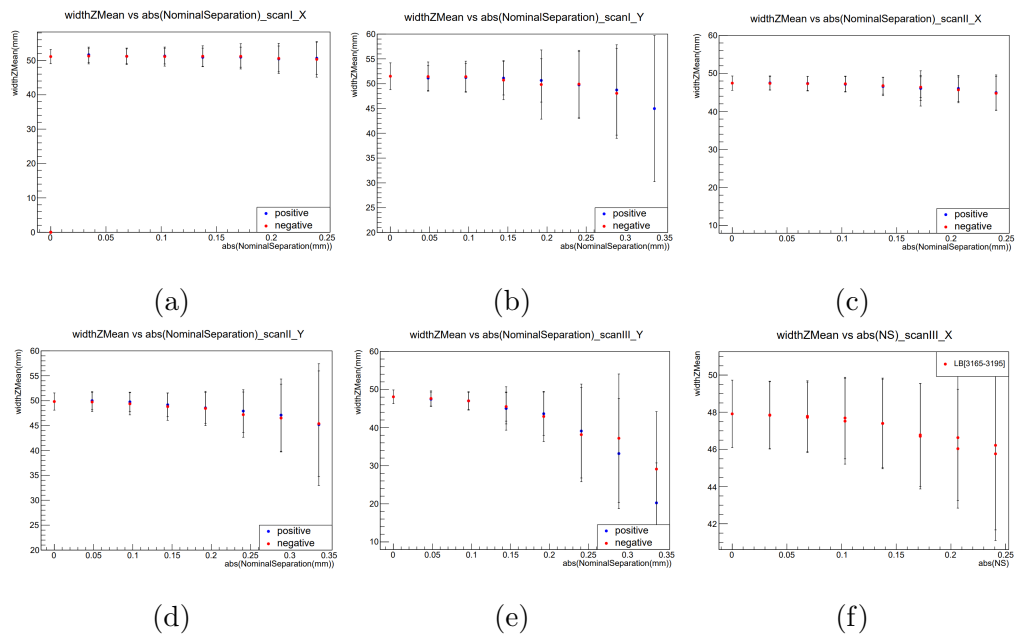 widthZMean vs abs(NominalSeparation)_scanI_X
widthZMean(mm)
50
40
30
20
10
0
0
0.05
0.1
0.15
0.2
0.25
abs(NominalSeparation(mm))
positive
negative
(a)
widthZMean vs abs(NominalSeparation)_scanI_Y
widthZMean(mm)
60
55
50
45
40
35
30
25
20
0
0.05
0.1
0.15
0.2
0.25
0.3
0.35
abs(NominalSeparation(mm))
positive
negative
(b)
widthZMean vs abs(NominalSeparation)_scanII_X
widthZMean(mm)
60
50
40
30
20
10
0
0.05
0.1
0.15
0.2
0.25
abs(NominalSeparation(mm))
positive
negative
(c)
widthZMean vs abs(NominalSeparation)_scanII_Y
widthZMean(mm)
60
55
50
45
40
35
30
25
20
0
0.05
0.1
0.15
0.2
0.25
0.3
0.35
abs(NominalSeparation(mm))
positive
negative
(d)
widthZMean vs abs(NominalSeparation)_scanIII_Y
widthZMean(mm)
60
50
40
30
20
10
0
0.05
0.1
0.15
0.2
0.25
0.3
0.35
abs(NominalSeparation(mm))
positive
negative
(e)
widthZMean vs abs(NS)_scanIII_X
widthZMean
50
48
46
44
42
0
0.05
0.1
0.15
0.2
0.25
abs(NS)
LB[3165-3195]
(f)